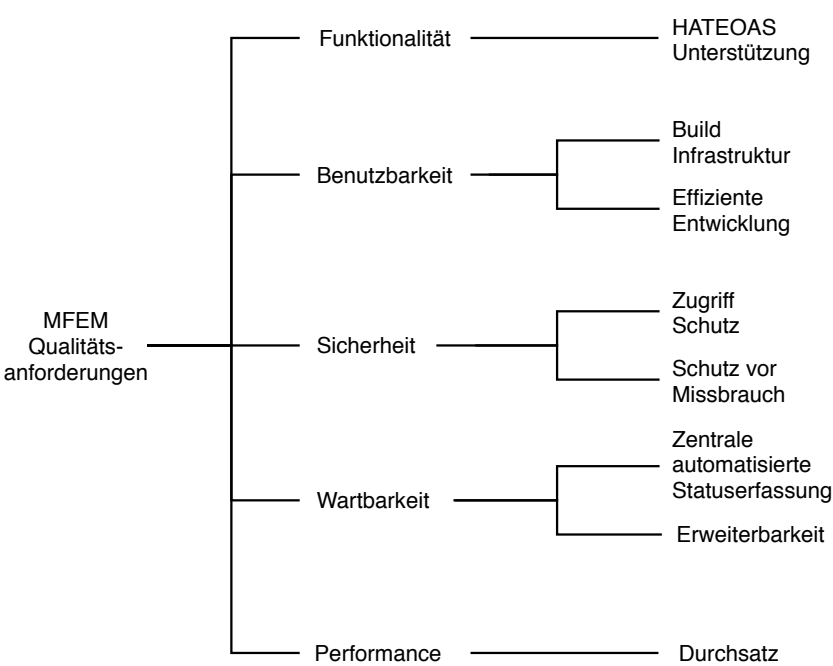 MFEM
Qualitäts-
anforderungen
Funktionalität
HATEOAS
Unterstützung
Benutzbarkeit
Build
Infrastruktur
Effiziente
Entwicklung
Sicherheit
Zugriff
Schutz
Schutz vor
Missbrauch
Wartbarkeit
Zentrale
automatisierte
Statuserfassung
Erweiterbarkeit
Performance
Durchsatz